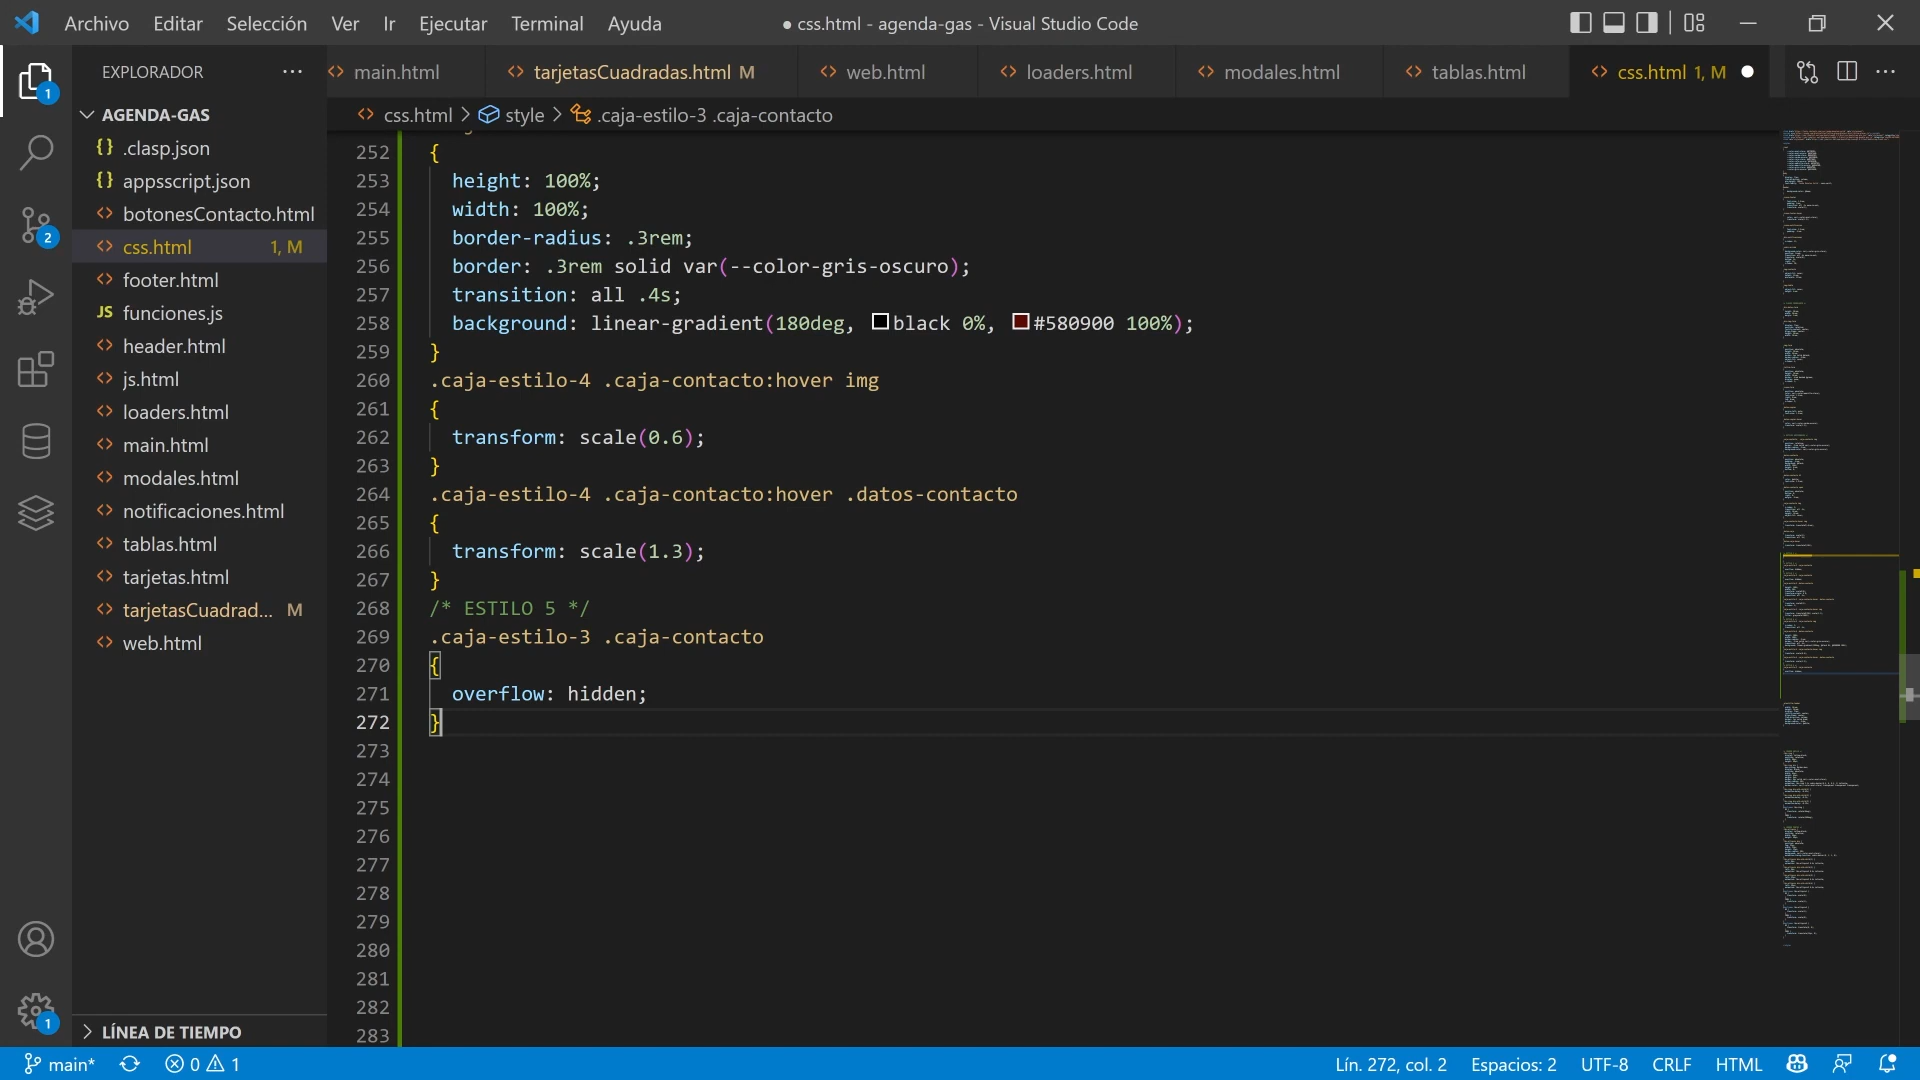 Archivo Editar Selección Ver Ir Ejecutar Terminal Ayuda
● css.html - agenda-gas - Visual Studio Code
EXPLORADOR
main.html tarjetasCuadradas.html M web.html loaders.html modales.html tablas.html css.html 1, M
css.html > style > .caja-estilo-3 .caja-contacto
AGENDA-GAS
.clasp.json
appsscript.json
botonesContacto.html
css.html 1, M
footer.html
JS funciones.js
header.html
js.html
loaders.html
main.html
modales.html
notificaciones.html
tablas.html
tarjetas.html
tarjetasCuadrad... M
web.html
LÍNEA DE TIEMPO
1
2
1
252 {
253 height: 100%;
254 width: 100%;
255 border-radius: .3rem;
256 border: .3rem solid var(--color-gris-oscuro);
257 transition: all .4s;
258 background: linear-gradient(180deg, black 0%, #580900 100%);
259 }
260 .caja-estilo-4 .caja-contacto:hover img
261 {
262 transform: scale(0.6);
263 }
264 .caja-estilo-4 .caja-contacto:hover .datos-contacto
265 {
266 transform: scale(1.3);
267 }
268 /* ESTILO 5 */
269 .caja-estilo-3 .caja-contacto
270 {
271 overflow: hidden;
272 }
273
274
275
276
277
278
279
280
281
282
283
main* 0 1
Lín. 272, col. 2 Espacios: 2 UTF-8 CRLF HTML